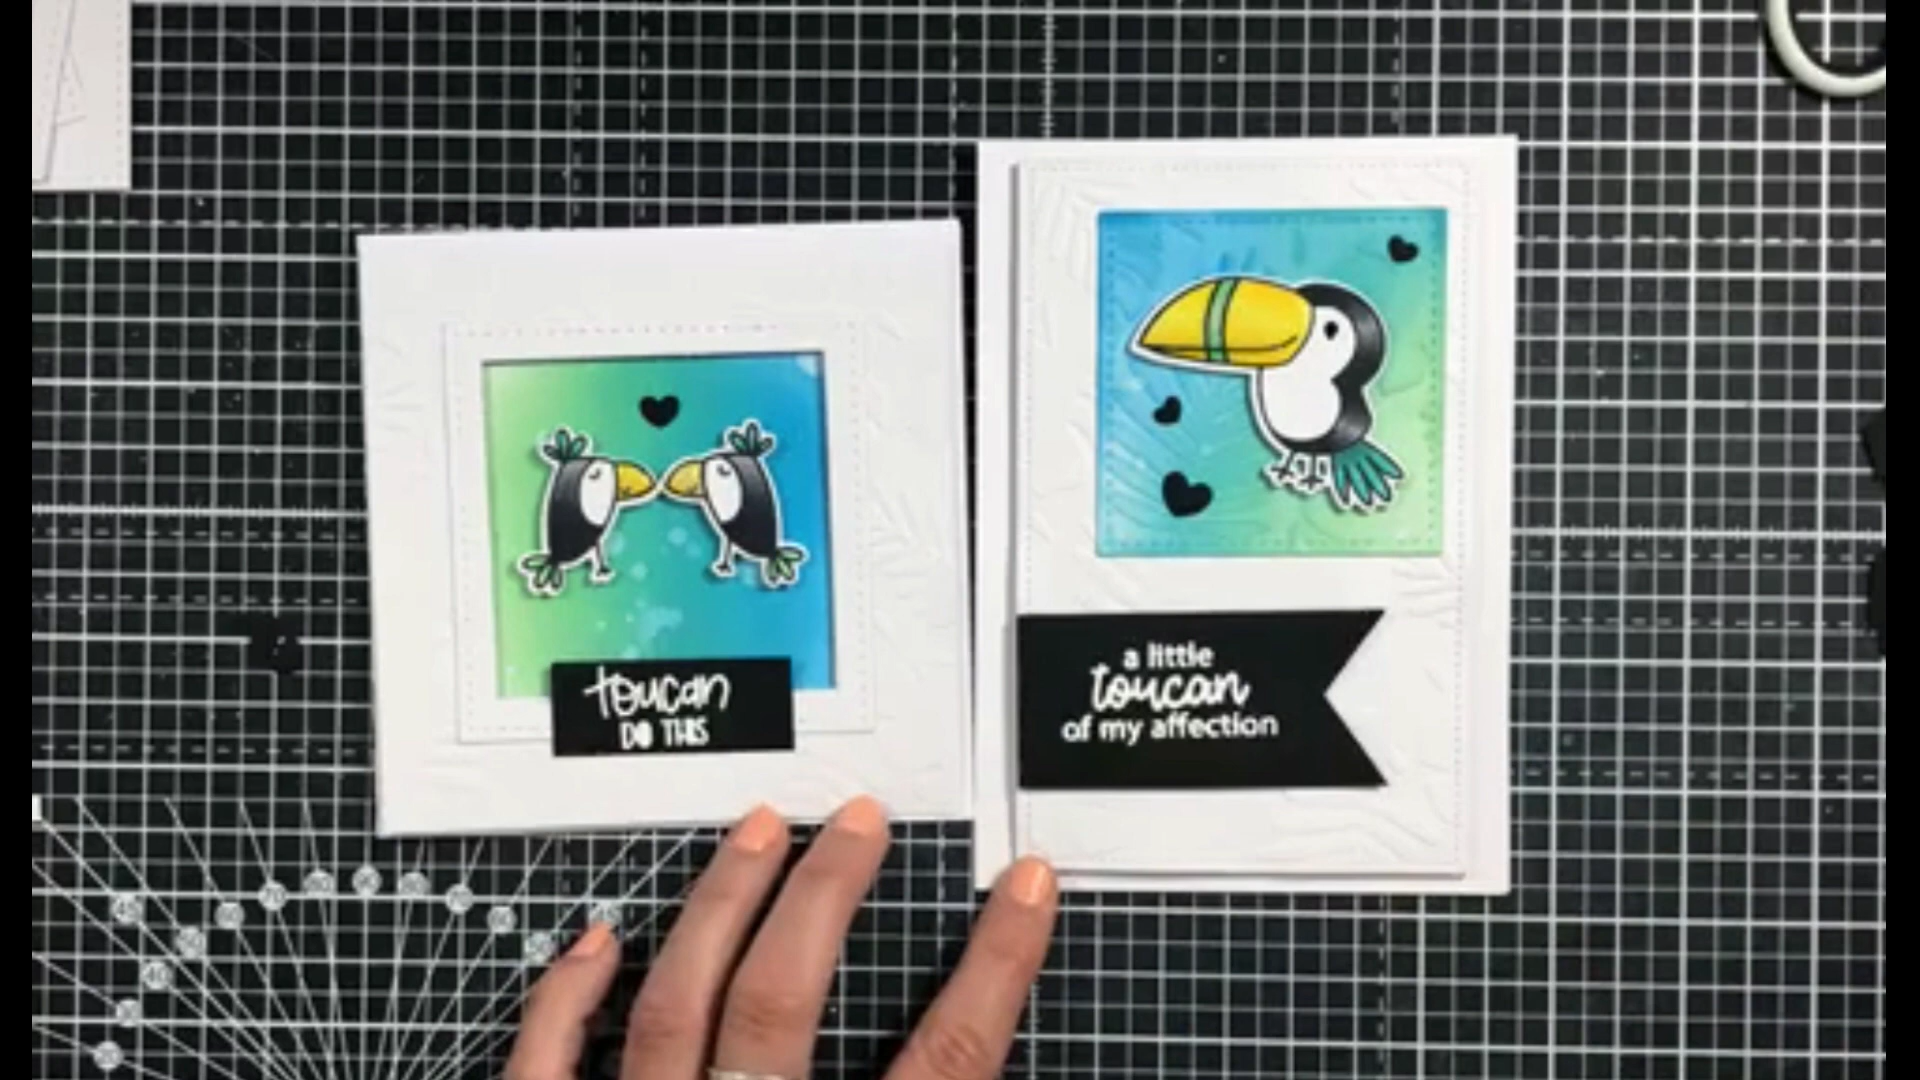 toucan
DO THIS
a little
toucan
of my affection